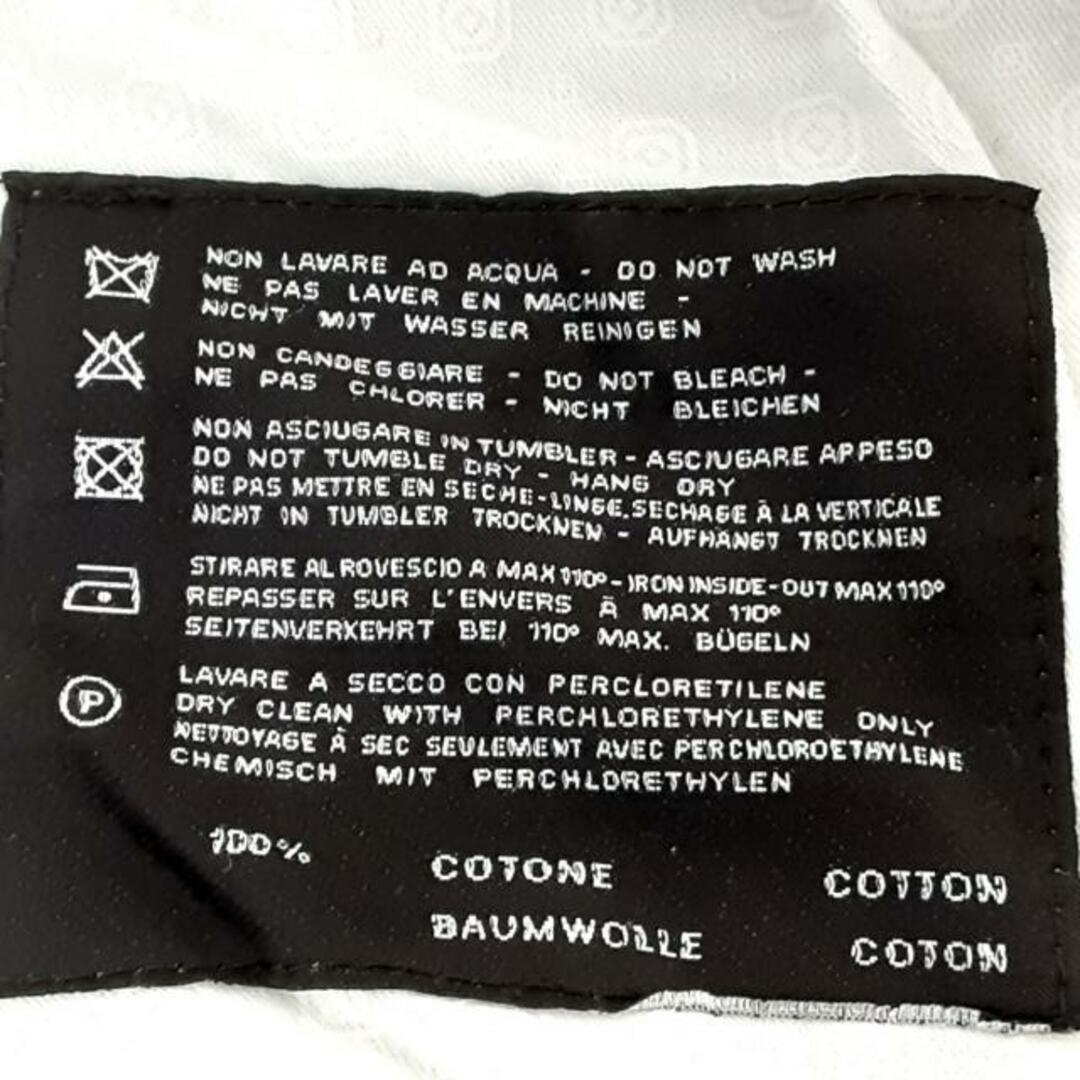 NON LAVARE AD ACQUA - DO NOT WASH
NE PAS LAVER EN MACHINE -
NICHT MIT WASSER REINIGEN
NON CANDEGGIARE - DO NOT BLEACH -
NE PAS CHLORER - NICHT BLEICHEN
NON ASCIUGARE IN TUMBLER - ASCIUGARE APPESO
DO NOT TUMBLE DRY - HANG DRY
NE PAS METTRE EN SECHE-LINGE.SECHAGE À LA VERTICALE
NICHT IN TUMBLER TROCKNEN - AUFHÄNGT TROCKNEN
STIRARE AL ROVESCIO A MAX 110° - IRON INSIDE-OUT MAX 110°
REPASSER SUR L'ENVERS À MAX 110°
SEITENVERKEHRT BEI 110° MAX. BÜGELN
P
LAVARE A SECCO CON PERCLORETILENE
DRY CLEAN WITH PERCHLORETHYLENE ONLY
NETTOYAGE À SEC SEULEMENT AVEC PERCHLOROETHYLENE
CHEMISCH MIT PERCHLORETHYLEN
100% COTONE COTTON
BAUMWOLLE COTON